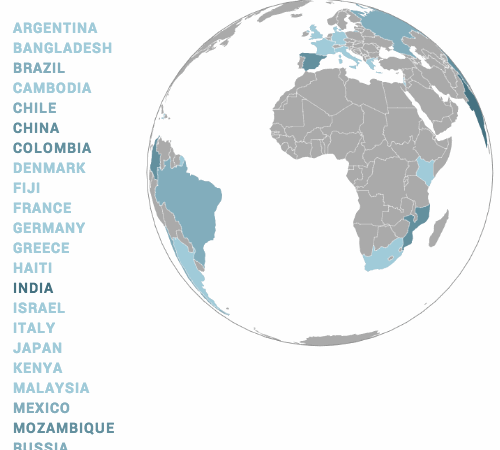 ARGENTINA
BANGLADESH
BRAZIL
CAMBODIA
CHILE
CHINA
COLOMBIA
DENMARK
FIJI
FRANCE
GERMANY
GREECE
HAITI
INDIA
ISRAEL
ITALY
JAPAN
KENYA
MALAYSIA
MEXICO
MOZAMBIQUE
RUSSIA